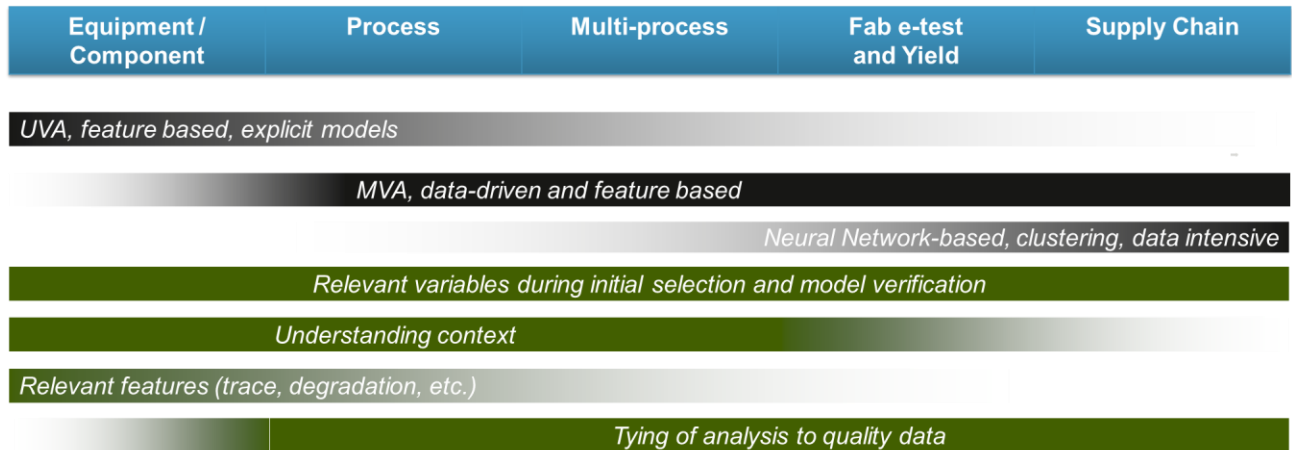 Equipment / Component
Process
Multi-process
Fab e-test and Yield
Supply Chain
UVA, feature based, explicit models
MVA, data-driven and feature based
Neural Network-based, clustering, data intensive
Relevant variables during initial selection and model verification
Understanding context
Relevant features (trace, degradation, etc.)
Tying of analysis to quality data